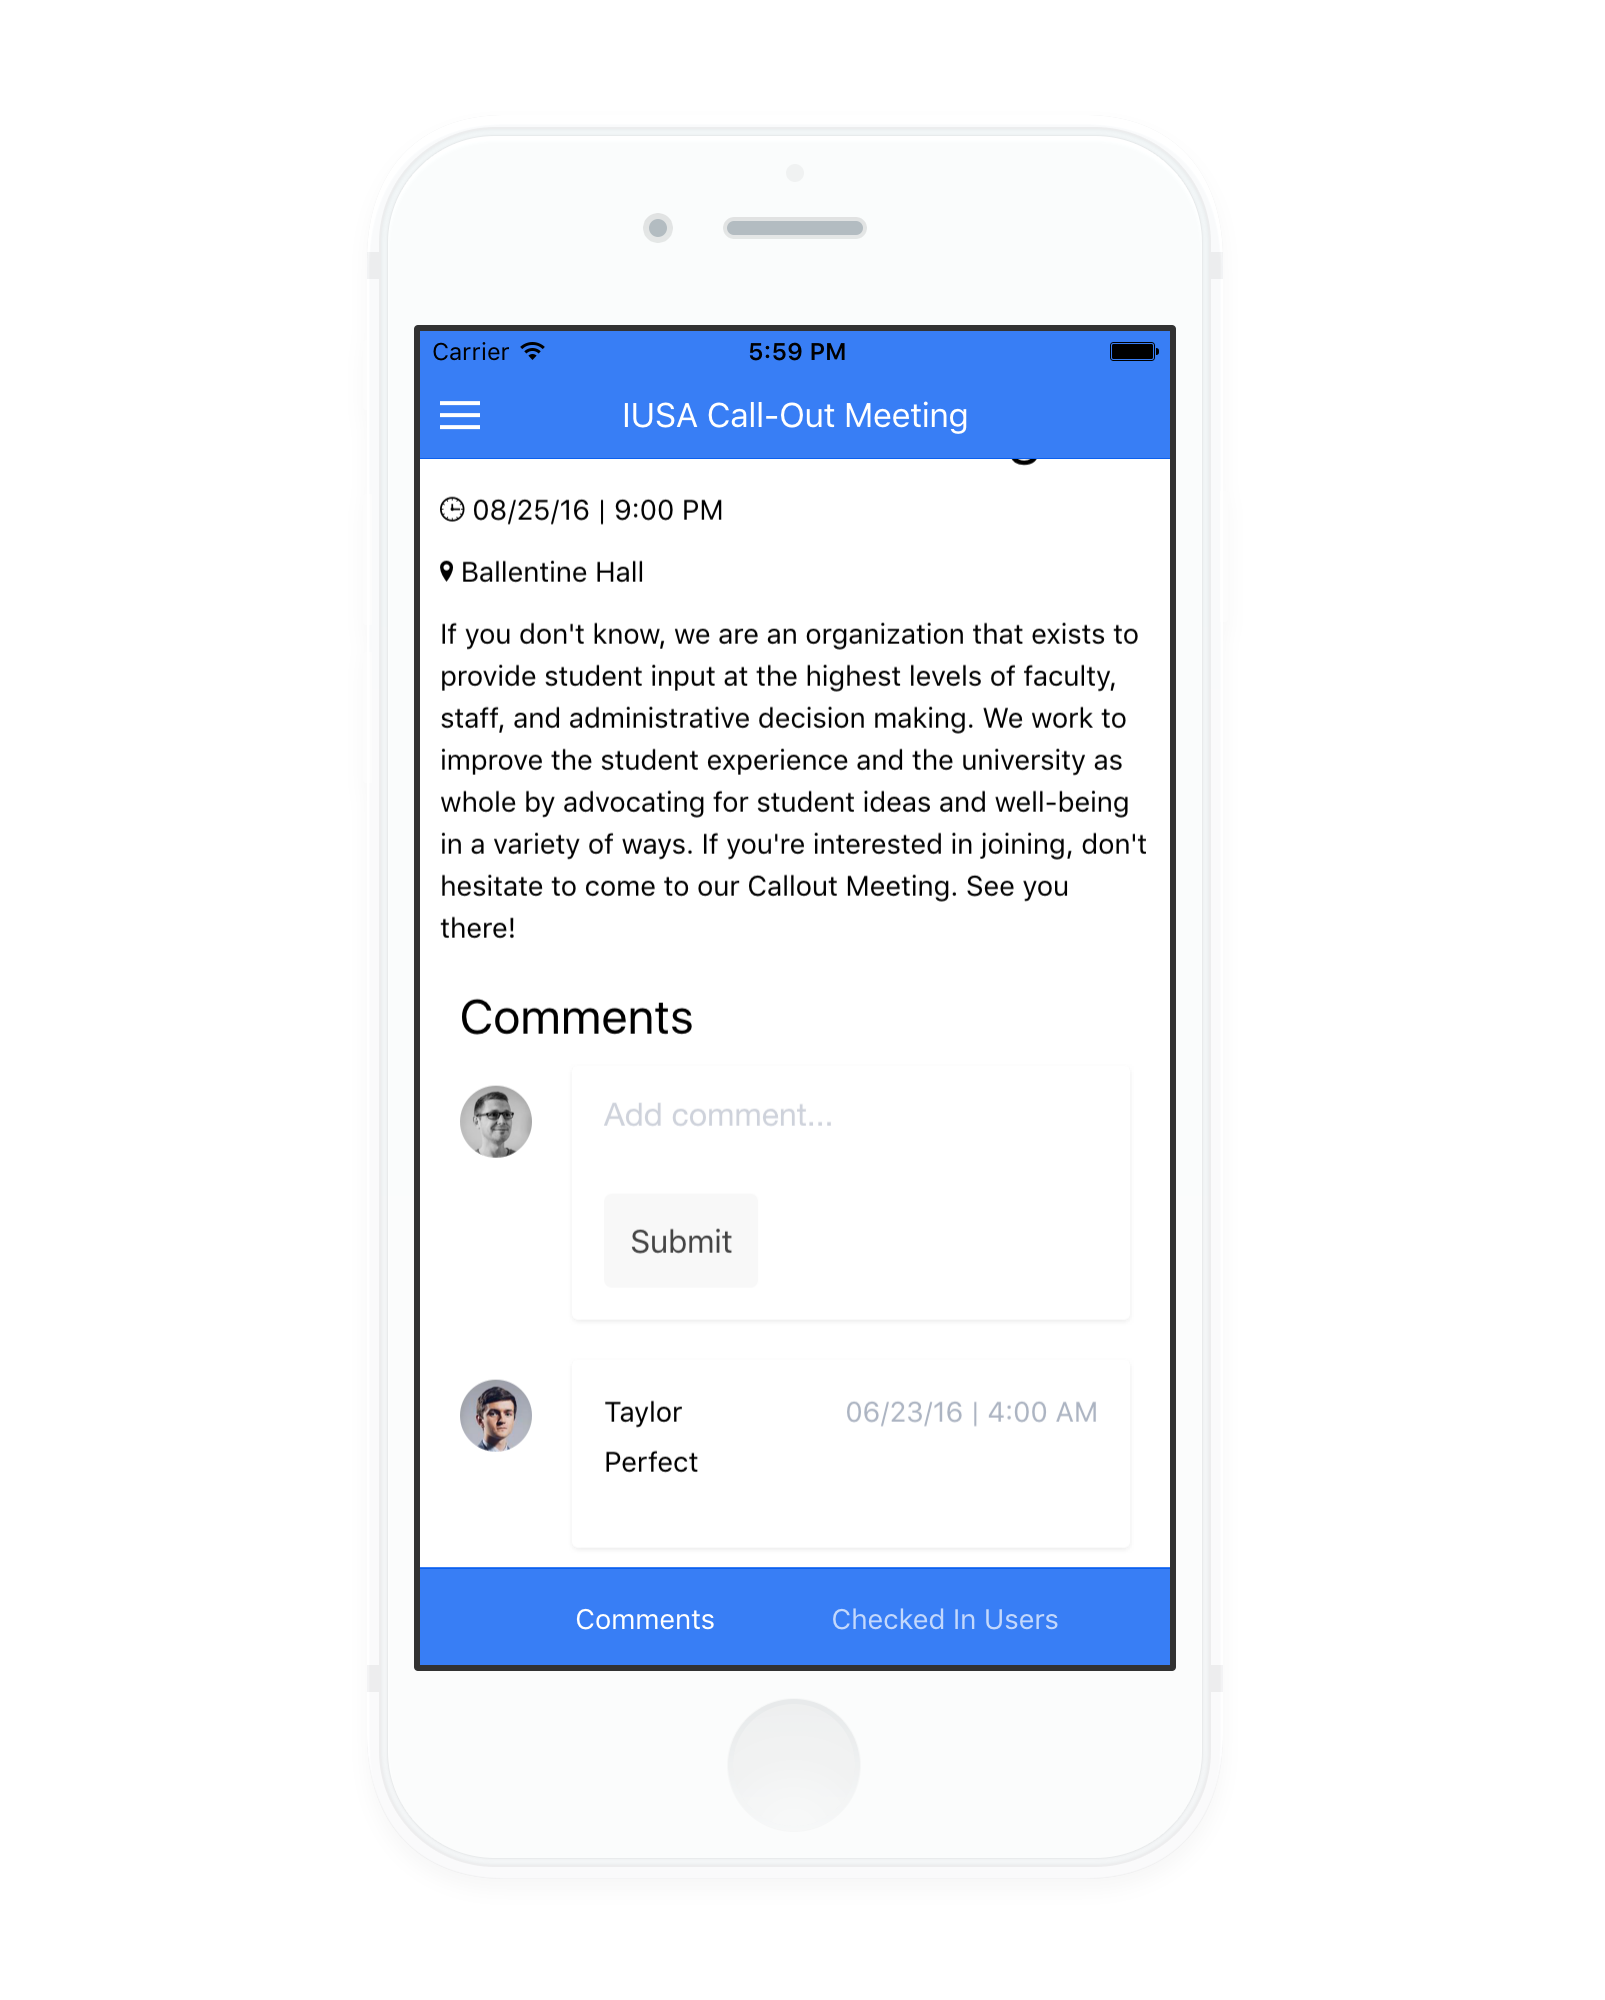 Carrier 5:59 PM
IUSA Call-Out Meeting
08/25/16 | 9:00 PM
Ballentine Hall
If you don't know, we are an organization that exists to
provide student input at the highest levels of faculty,
staff, and administrative decision making. We work to
improve the student experience and the university as
whole by advocating for student ideas and well-being
in a variety of ways. If you're interested in joining, don't
hesitate to come to our Callout Meeting. See you
there!
Comments
Add comment...
Submit
Taylor 06/23/16 | 4:00 AM
Perfect
Comments Checked In Users